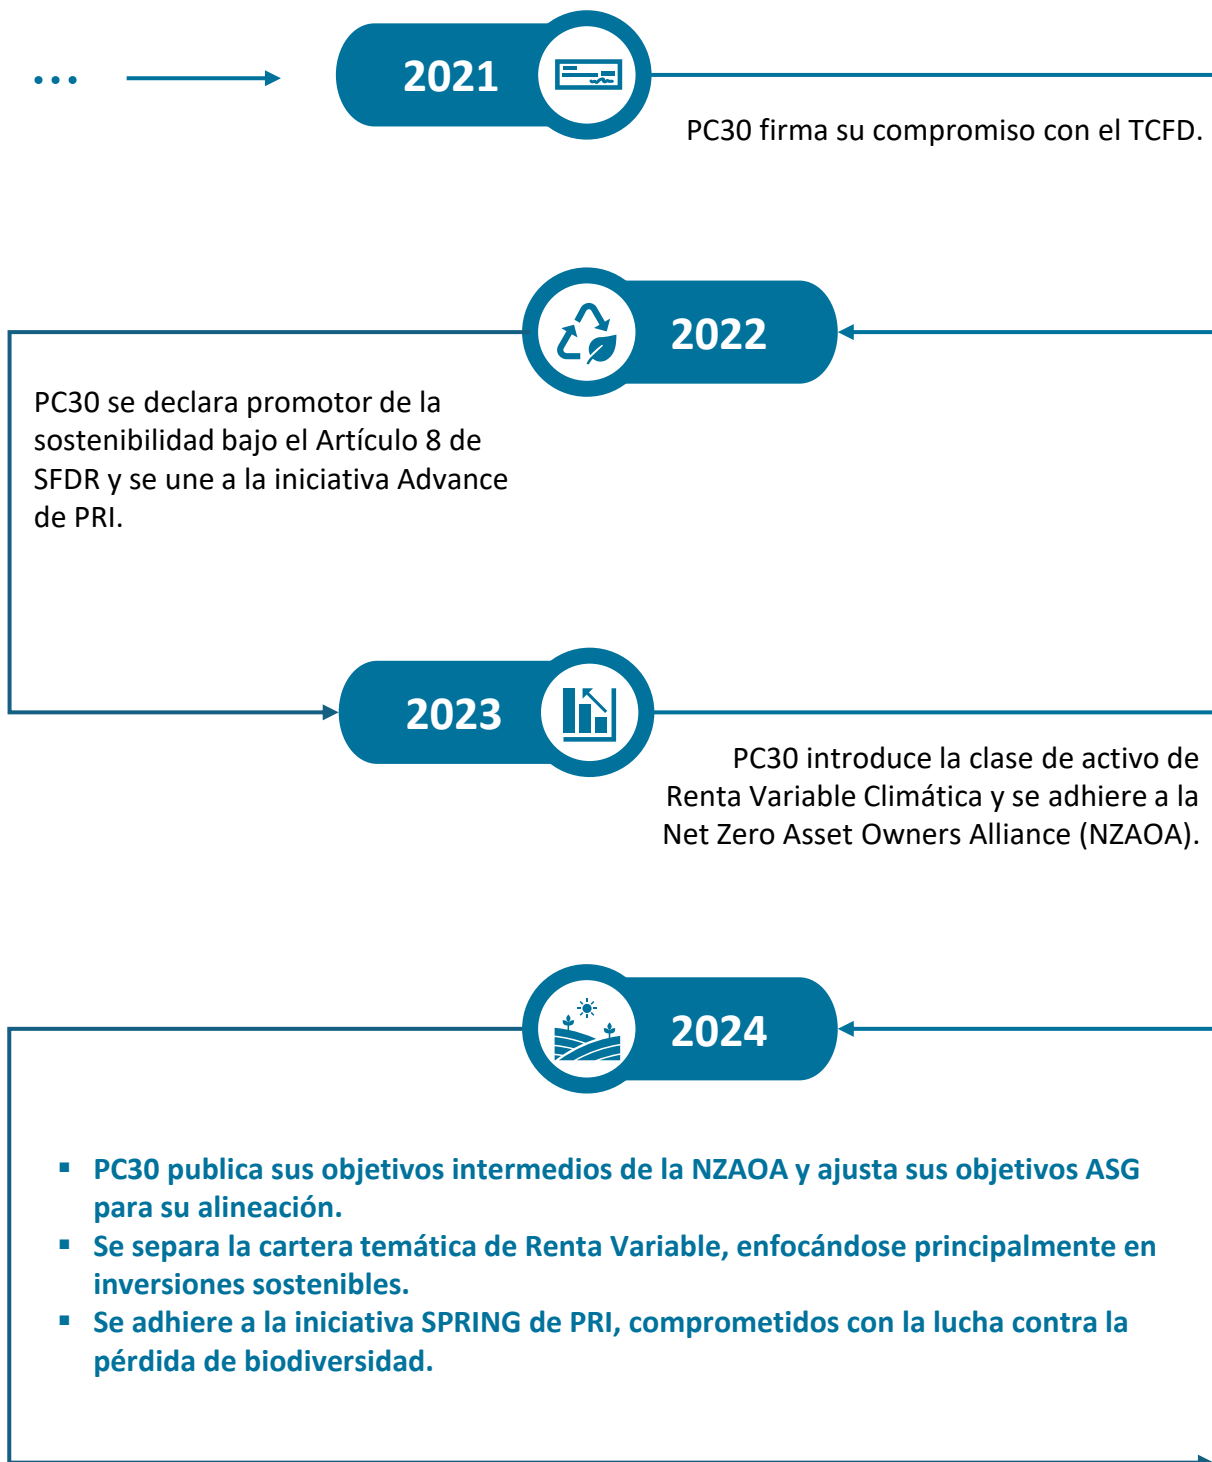 ...
2021
PC30 firma su compromiso con el TCFD.
2022
PC30 se declara promotor de la
sostenibilidad bajo el Artículo 8 de
SFDR y se une a la iniciativa Advance
de PRI.
2023
PC30 introduce la clase de activo de
Renta Variable Climática y se adhiere a la
Net Zero Asset Owners Alliance (NZAOA).
2024
▪ PC30 publica sus objetivos intermedios de la NZAOA y ajusta sus objetivos ASG
para su alineación.
▪ Se separa la cartera temática de Renta Variable, enfocándose principalmente en
inversiones sostenibles.
▪ Se adhiere a la iniciativa SPRING de PRI, comprometidos con la lucha contra la
pérdida de biodiversidad.